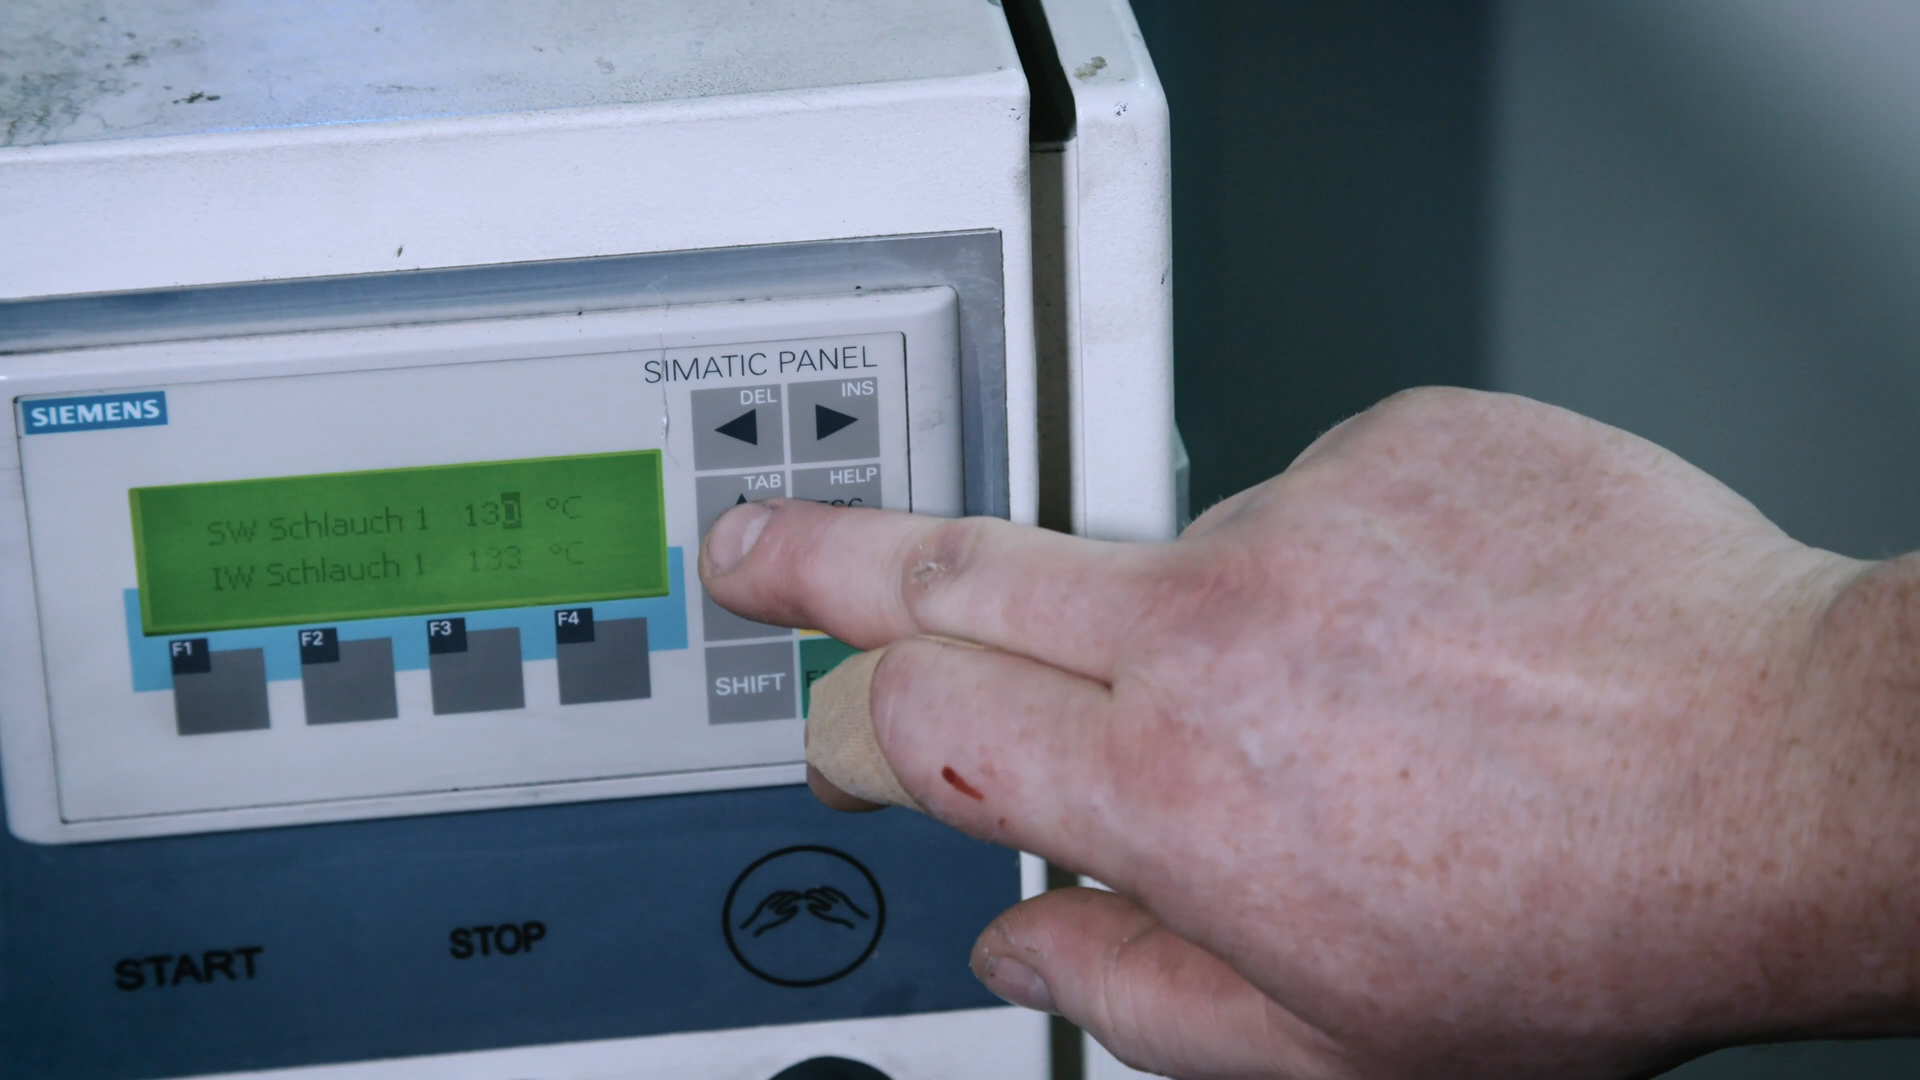 SIMATIC PANEL
SIEMENS
DEL
INS
SW Schlauch 1 130 °C
IW Schlauch 1 133 °C
TAB
HELP
F1
F2
F3
F4
SHIFT
START
STOP